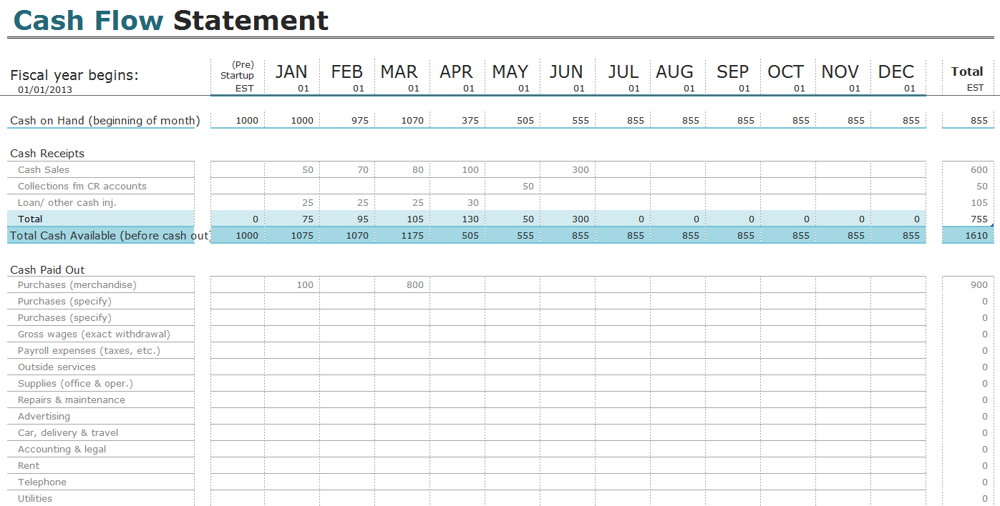 Cash Flow Statement
(Pre)
Fiscal year begins: Startup JAN FEB MAR APR MAY JUN JUL AUG SEP OCT NOV DEC Total
01/01/2013 EST 01 01 01 01 01 01 01 01 01 01 01 01 EST
Cash on Hand (beginning of month) 1000 1000 975 1070 375 505 555 855 855 855 855 855 855 855
Cash Receipts
Cash Sales 50 70 80 100 300 600
Collections fm CR accounts 50 50
Loan/ other cash inj. 25 25 25 30 105
Total 0 75 95 105 130 50 300 0 0 0 0 0 0 755
Total Cash Available (before cash out) 1000 1075 1070 1175 505 555 855 855 855 855 855 855 855 1610
Cash Paid Out
Purchases (merchandise) 100 800 900
Purchases (specify) 0
Purchases (specify) 0
Gross wages (exact withdrawal) 0
Payroll expenses (taxes, etc.) 0
Outside services 0
Supplies (office & oper.) 0
Repairs & maintenance 0
Advertising 0
Car, delivery & travel 0
Accounting & legal 0
Rent 0
Telephone 0
Utilities 0